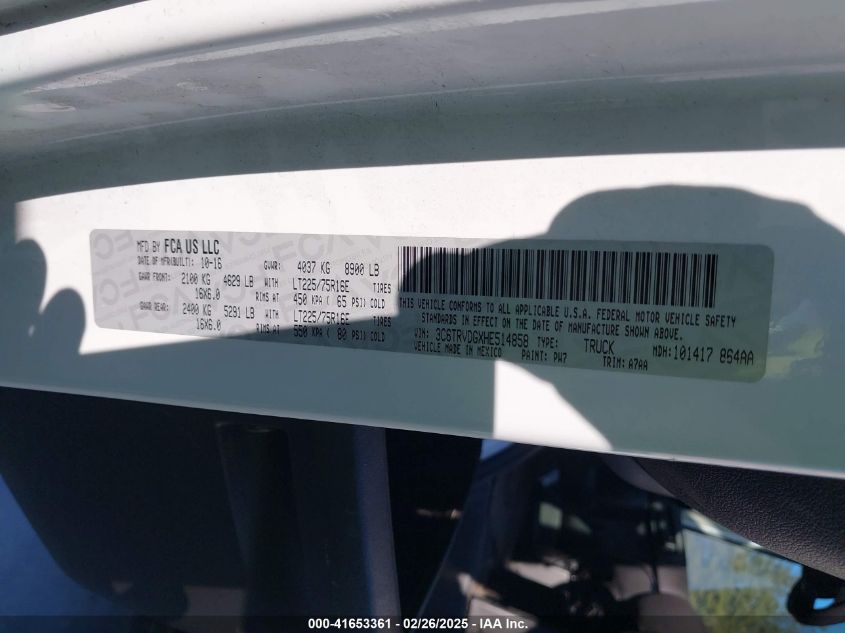 MFD BY FCA US LLC
DATE OF MFR(BUILT): 10-16 GVWR: 4037 KG 8900 LB
GAWR FRONT: 2100 KG 4629 LB WITH LT225/75R16E TIRES
16X6.0 RIMS AT 450 KPA ( 65 PSI) COLD
GAWR REAR: 2400 KG 5291 LB WITH LT225/75R16E TIRES
16X6.0 RIMS AT 550 KPA ( 80 PSI) COLD
THIS VEHICLE CONFORMS TO ALL APPLICABLE U.S.A. FEDERAL MOTOR VEHICLE SAFETY
STANDARDS IN EFFECT ON THE DATE OF MANUFACTURE SHOWN ABOVE.
VIN: 3C6TRVDGXHE514858 TYPE: TRUCK MDH:101417 864AA
VEHICLE MADE IN MEXICO PAINT: PW7 TRIM: A7AA
000-41653361 - 02/26/2025 - IAA Inc.